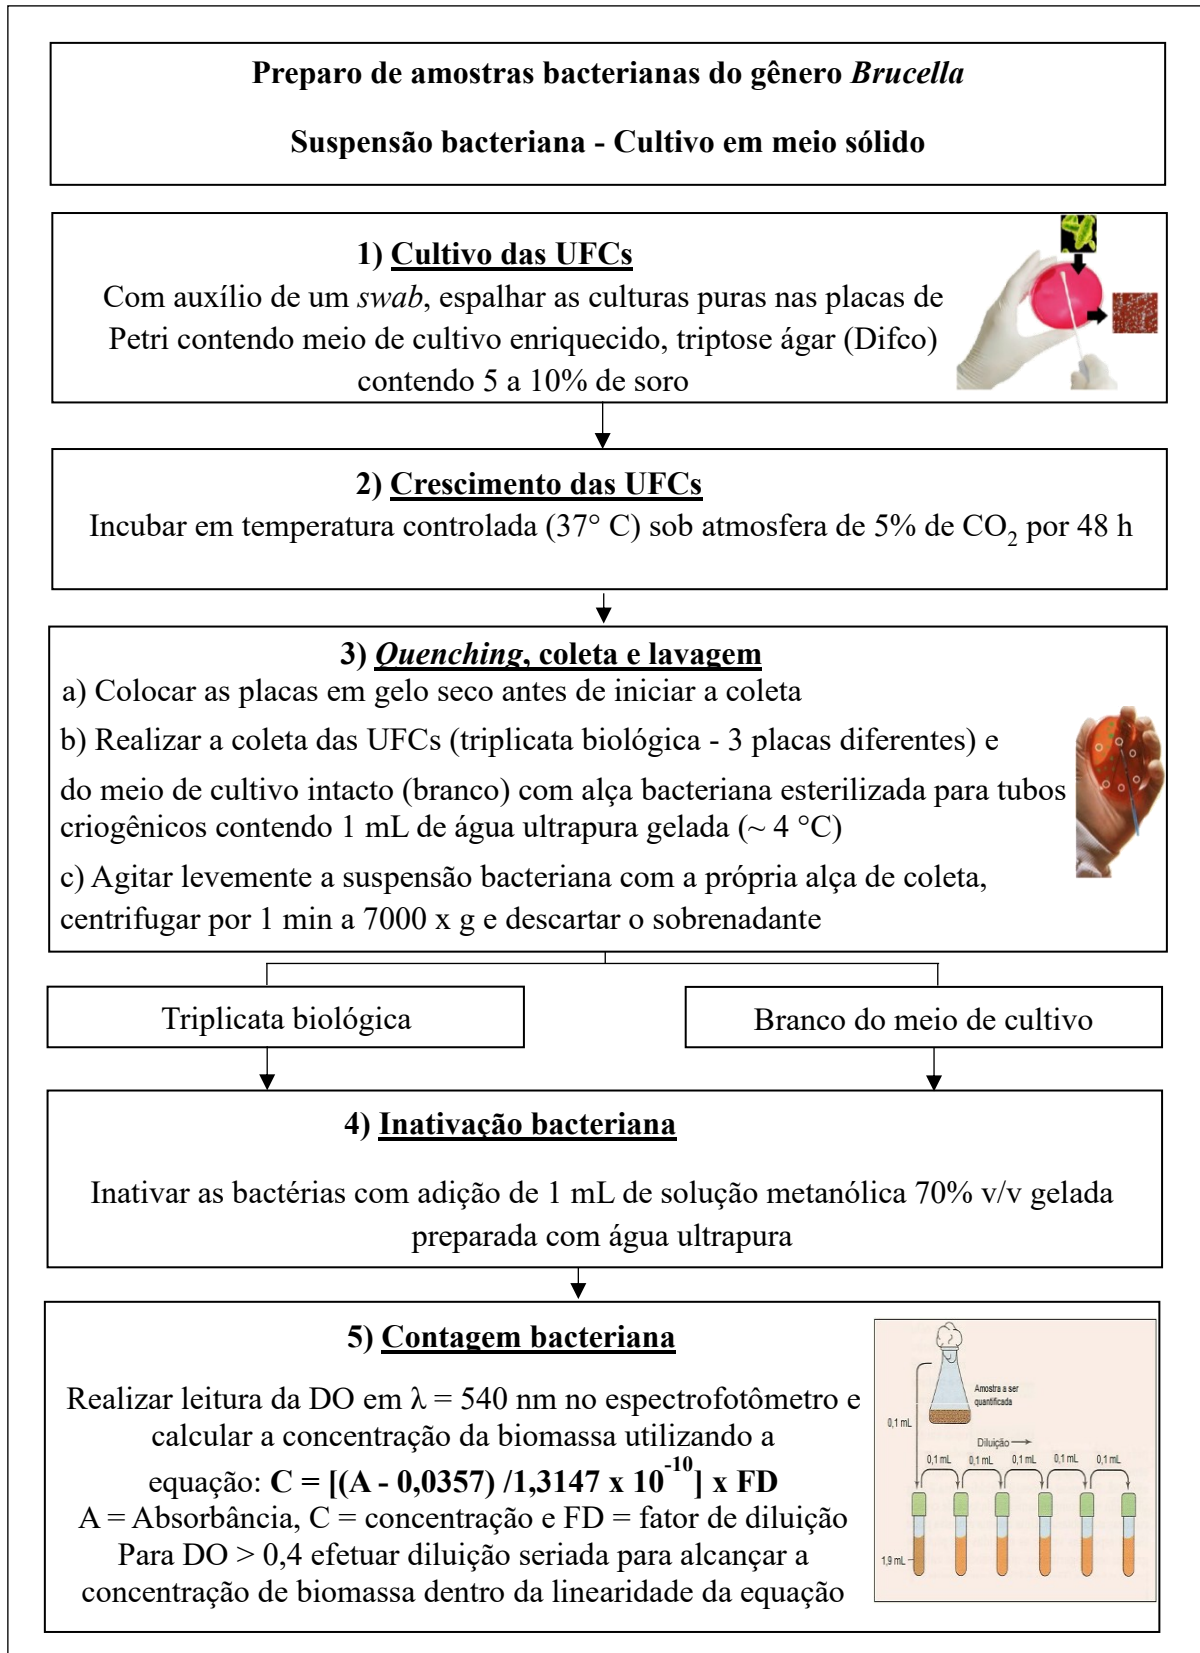 Preparo de amostras bacterianas do gênero Brucella
Suspensão bacteriana - Cultivo em meio sólido
1) Cultivo das UFCs
Com auxílio de um swab, espalhar as culturas puras nas placas de
Petri contendo meio de cultivo enriquecido, triptose ágar (Difco)
contendo 5 a 10% de soro
2) Crescimento das UFCs
Incubar em temperatura controlada (37° C) sob atmosfera de 5% de CO₂ por 48 h
3) Quenching, coleta e lavagem
a) Colocar as placas em gelo seco antes de iniciar a coleta
b) Realizar a coleta das UFCs (triplicata biológica - 3 placas diferentes) e
do meio de cultivo intacto (branco) com alça bacteriana esterilizada para tubos
criogênicos contendo 1 mL de água ultrapura gelada (~ 4 °C)
c) Agitar levemente a suspensão bacteriana com a própria alça de coleta,
centrifugar por 1 min a 7000 x g e descartar o sobrenadante
Triplicata biológica
Branco do meio de cultivo
4) Inativação bacteriana
Inativar as bactérias com adição de 1 mL de solução metanólica 70% v/v gelada
preparada com água ultrapura
5) Contagem bacteriana
Realizar leitura da DO em λ = 540 nm no espectrofotômetro e
calcular a concentração da biomassa utilizando a
equação: C = [(A - 0,0357) /1,3147 x 10⁻¹⁰] x FD
A = Absorbância, C = concentração e FD = fator de diluição
Para DO > 0,4 efetuar diluição seriada para alcançar a
concentração de biomassa dentro da linearidade da equação
Amostra a ser
quantificada
0,1 mL
Diluição
0,1 mL 0,1 mL 0,1 mL 0,1 mL 0,1 mL
1,9 mL